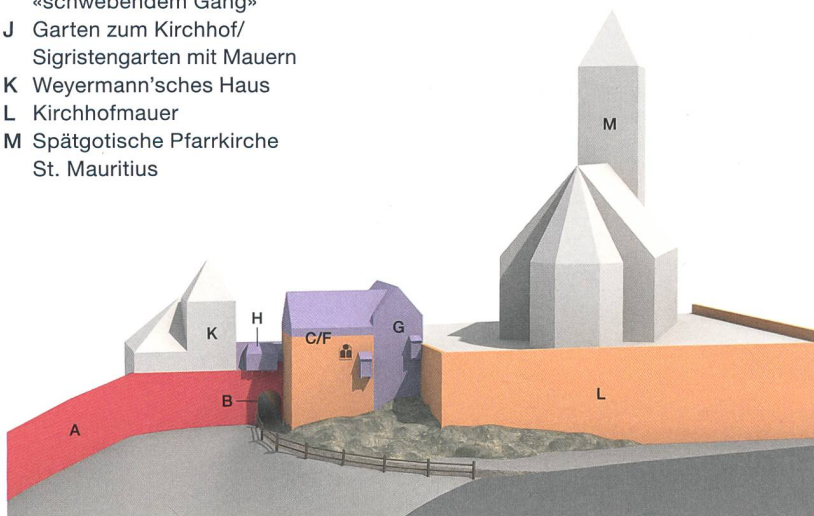 «schwebendem Gang»
J Garten zum Kirchhof/
Sigristengarten mit Mauern
K Weyermann’sches Haus
L Kirchhofmauer
M Spätgotische Pfarrkirche
St. Mauritius
M
H
K
C/F
G
B
L
A